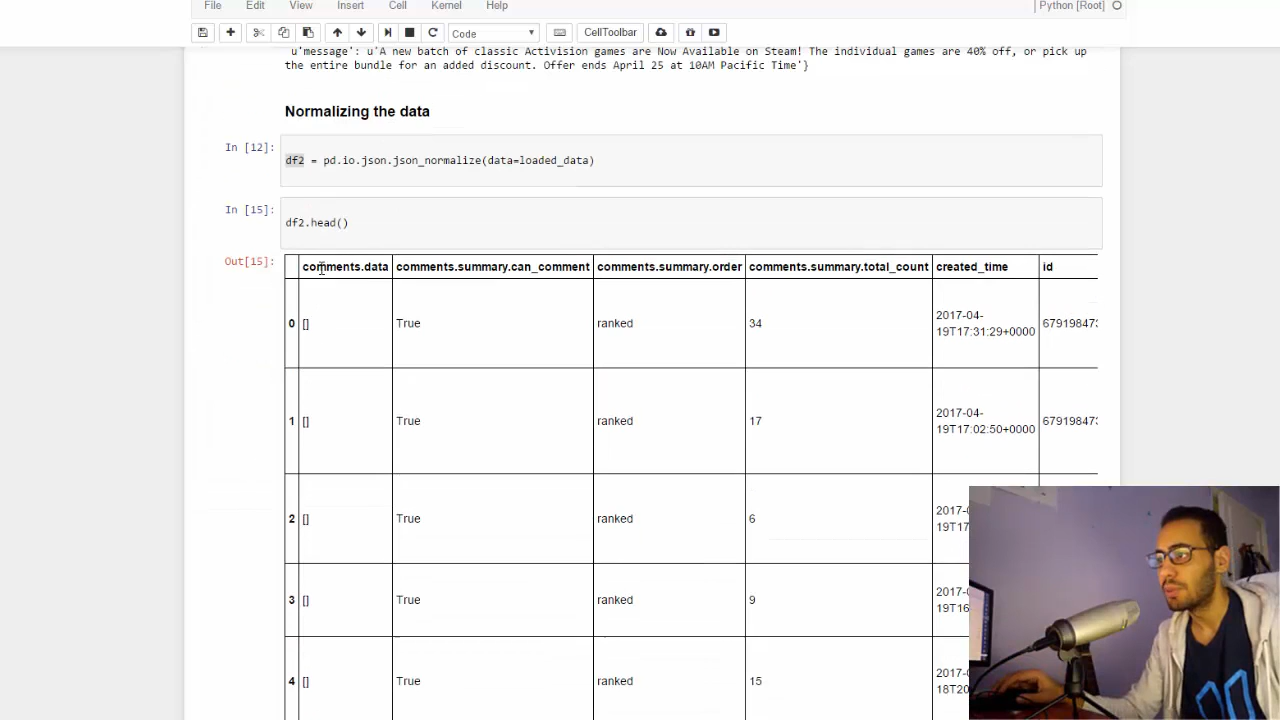 File Edit View Insert Cell Kernel Help Python [Root]
Code CellToolbar
u'message': u'A new batch of classic Activision games are Now Available on Steam! The individual games are 40% off, or pick up
the entire bundle for an added discount. Offer ends April 25 at 10AM Pacific Time'}
Normalizing the data
In [12]: df2 = pd.io.json.json_normalize(data=loaded_data)
In [15]: df2.head()
Out[15]: comments.data comments.summary.can_comment comments.summary.order comments.summary.total_count created_time id
0 [] True ranked 34 2017-04-
19T17:31:29+0000 679198473
1 [] True ranked 17 2017-04-
19T17:02:50+0000 679198473
2 [] True ranked 6
3 [] True ranked 9
4 [] True ranked 15